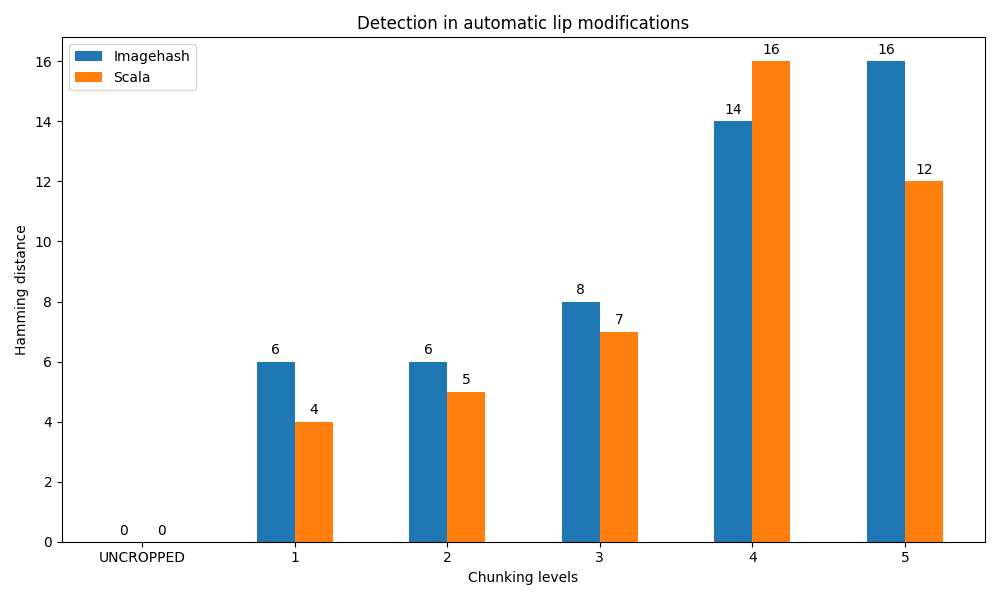 Detection in automatic lip modifications
Imagehash
Scala
Hamming distance
16
14
12
10
8
6
4
2
0
0 0
6 4
6 5
8 7
14 16
16 12
UNCROPPED 1 2 3 4 5
Chunking levels